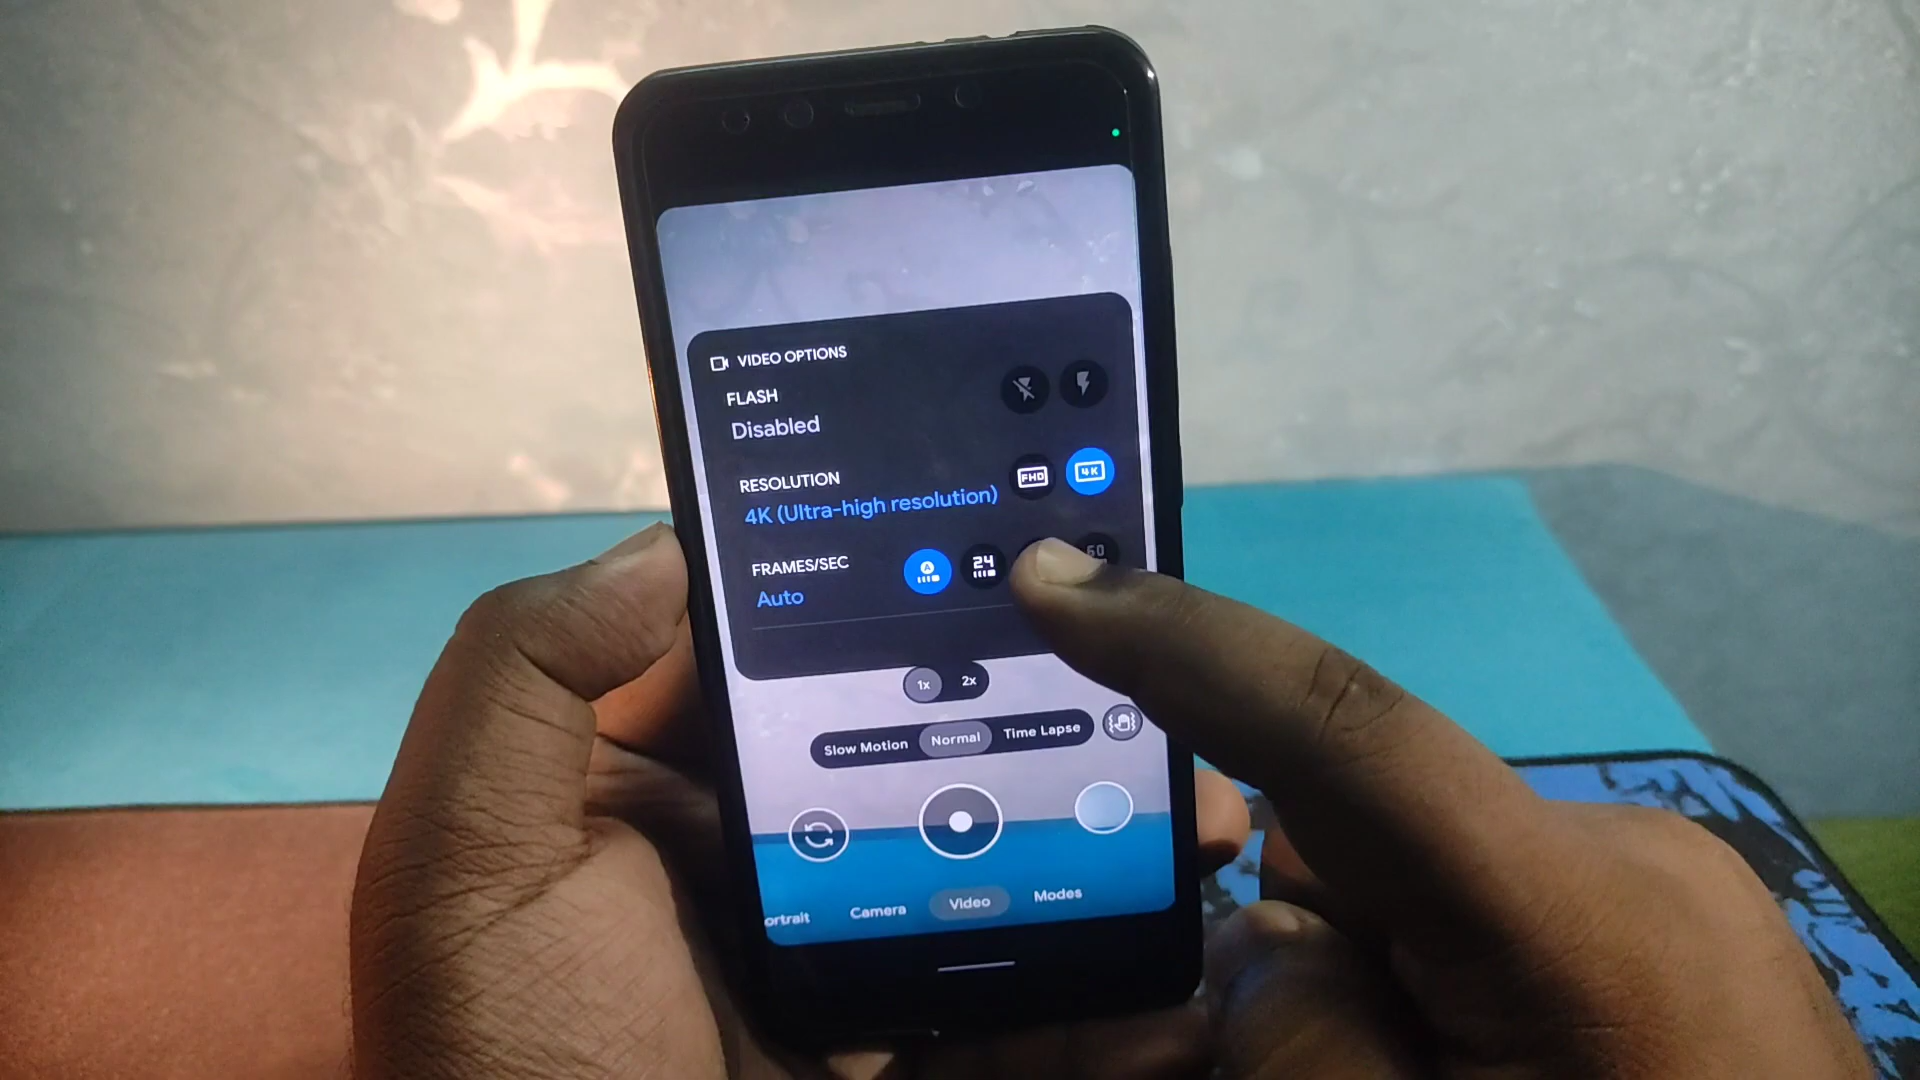 VIDEO OPTIONS
FLASH
Disabled
RESOLUTION
4K (Ultra-high resolution)
FHD
4K
FRAMES/SEC
Auto
A
24
60
1x
2x
Slow Motion
Normal
Time Lapse
ortrait
Camera
Video
Modes